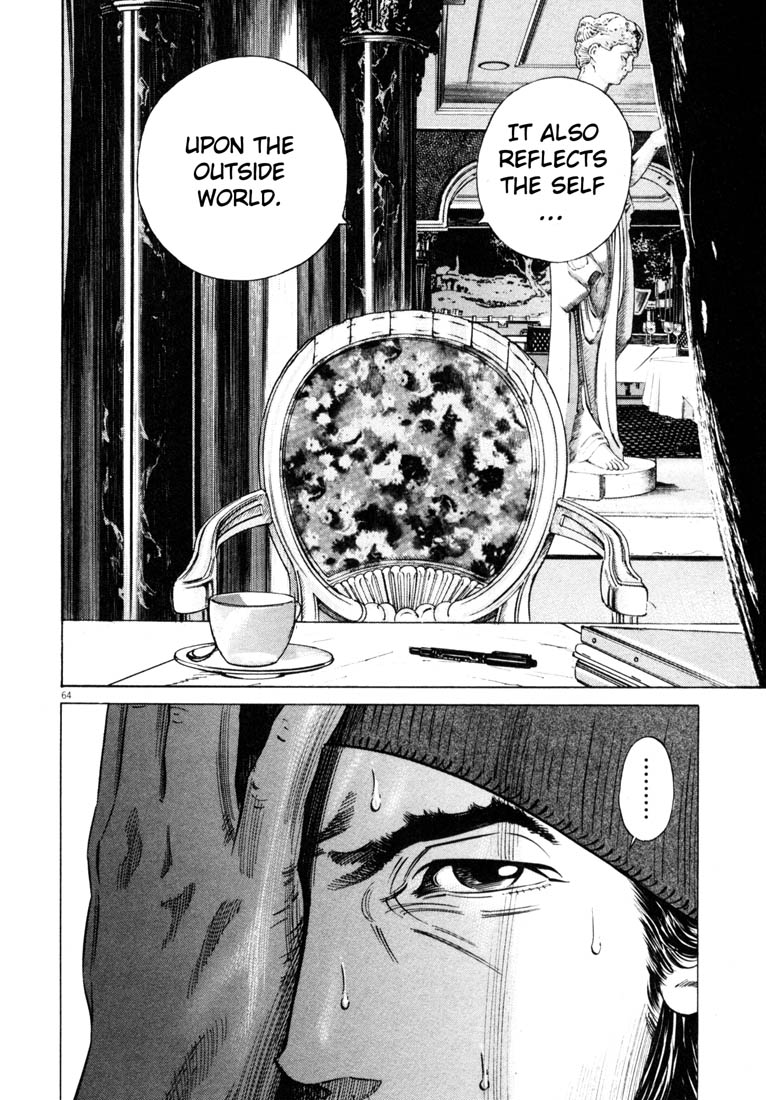 IT ALSO
REFLECTS
THE SELF
...
UPON THE
OUTSIDE
WORLD.
64
........